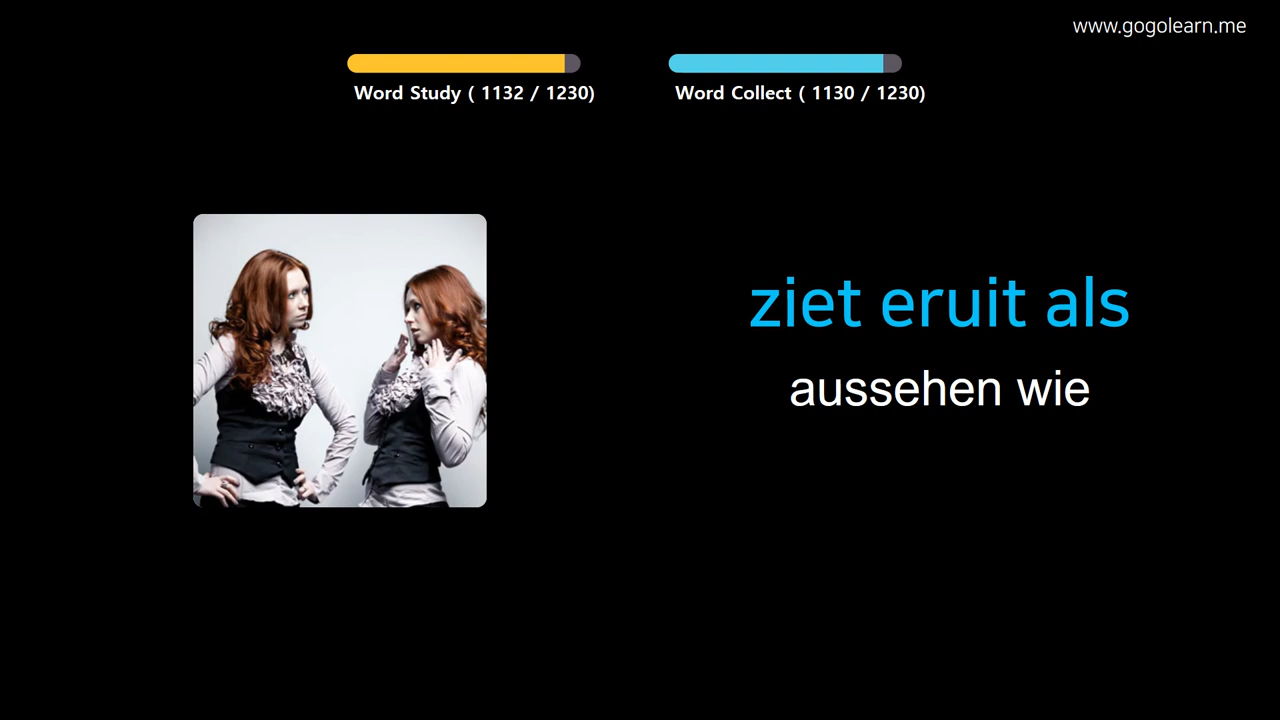 www.gogolearn.me
Word Study ( 1132 / 1230)
Word Collect ( 1130 / 1230)
ziet eruit als
aussehen wie